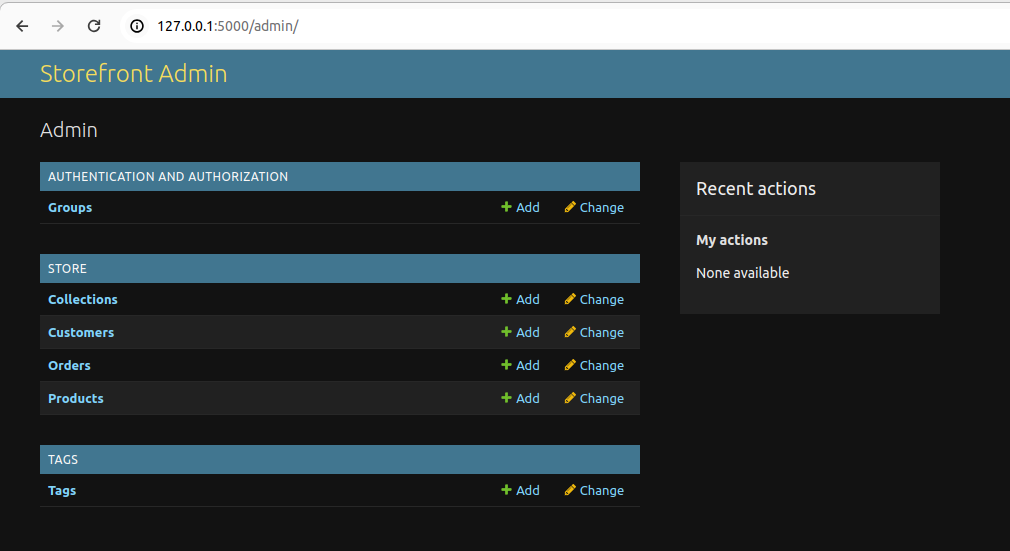 127.0.0.1:5000/admin/
Storefront Admin
Admin
AUTHENTICATION AND AUTHORIZATION
Groups Add Change
STORE
Collections Add Change
Customers Add Change
Orders Add Change
Products Add Change
TAGS
Tags Add Change
Recent actions
My actions
None available